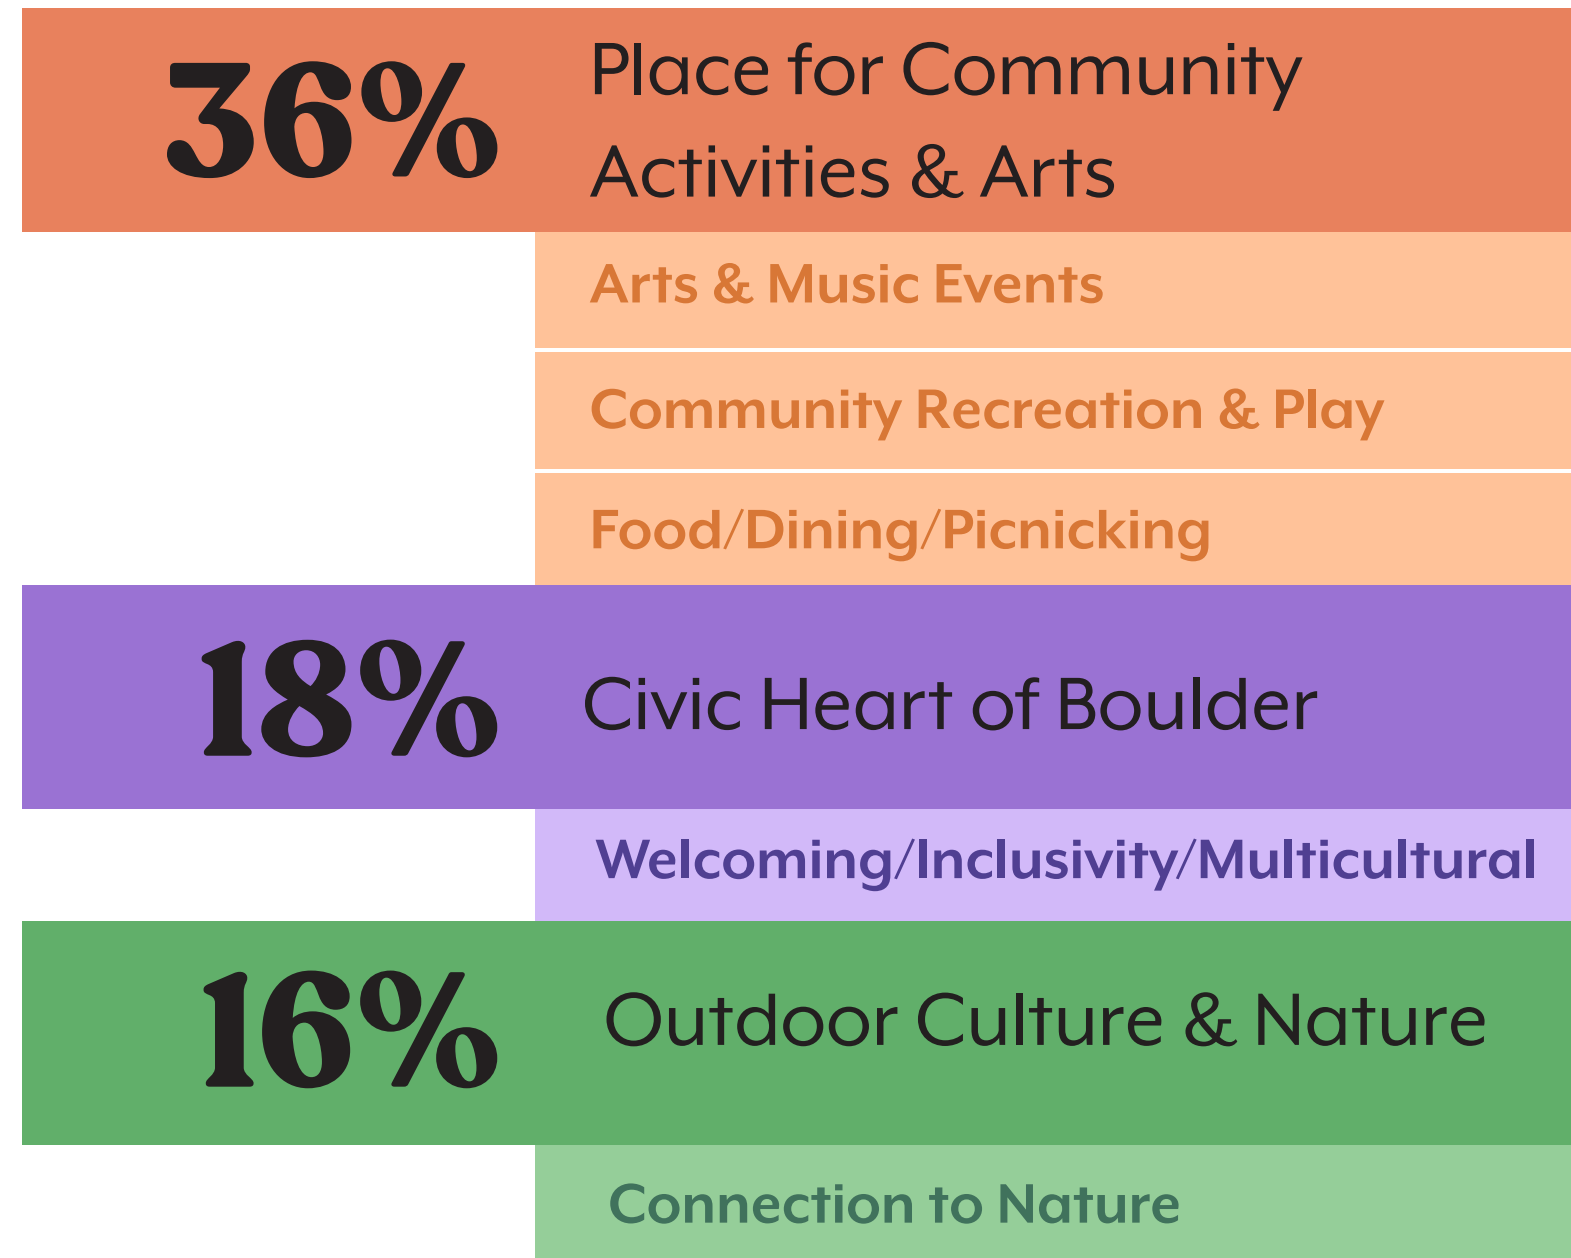 36%
Place for Community
Activities & Arts
Arts & Music Events
Community Recreation & Play
Food/Dining/Picnicking
18%
Civic Heart of Boulder
Welcoming/Inclusivity/Multicultural
16%
Outdoor Culture & Nature
Connection to Nature